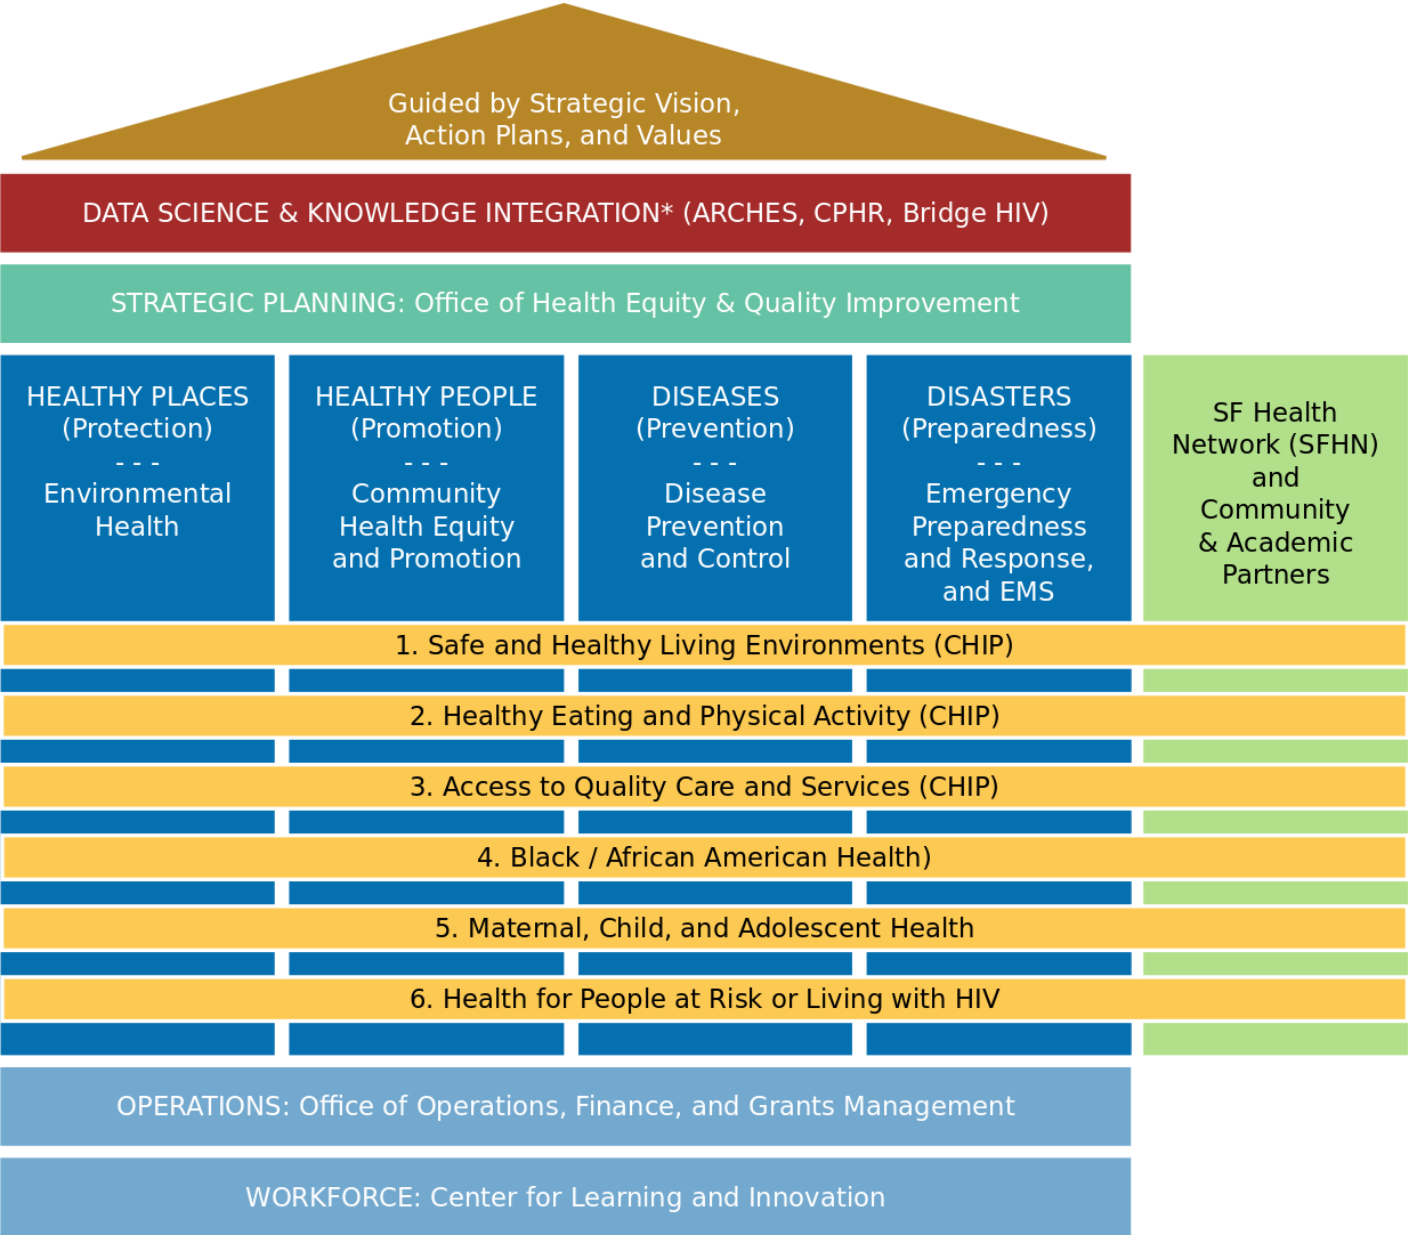 Guided by Strategic Vision,
Action Plans, and Values
DATA SCIENCE & KNOWLEDGE INTEGRATION* (ARCHES, CPHR, Bridge HIV)
STRATEGIC PLANNING: Office of Health Equity & Quality Improvement
HEALTHY PLACES
(Protection)
- - -
Environmental
Health
HEALTHY PEOPLE
(Promotion)
- - -
Community
Health Equity
and Promotion
DISEASES
(Prevention)
- - -
Disease
Prevention
and Control
DISASTERS
(Preparedness)
- - -
Emergency
Preparedness
and Response,
and EMS
SF Health
Network (SFHN)
and
Community
& Academic
Partners
1. Safe and Healthy Living Environments (CHIP)
2. Healthy Eating and Physical Activity (CHIP)
3. Access to Quality Care and Services (CHIP)
4. Black / African American Health)
5. Maternal, Child, and Adolescent Health
6. Health for People at Risk or Living with HIV
OPERATIONS: Office of Operations, Finance, and Grants Management
WORKFORCE: Center for Learning and Innovation